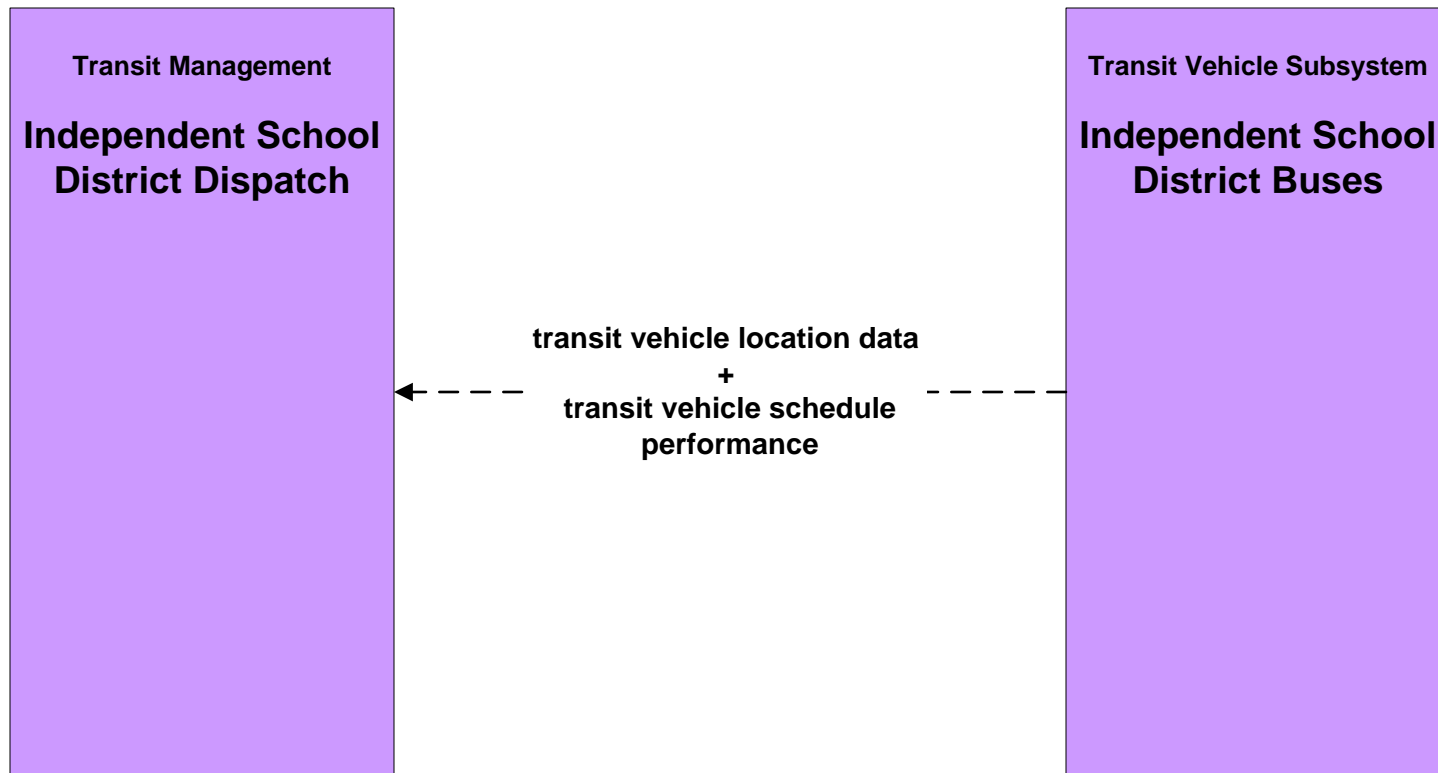 Transit Management
Independent School
District Dispatch
Transit Vehicle Subsystem
Independent School
District Buses
transit vehicle location data
+
transit vehicle schedule
performance